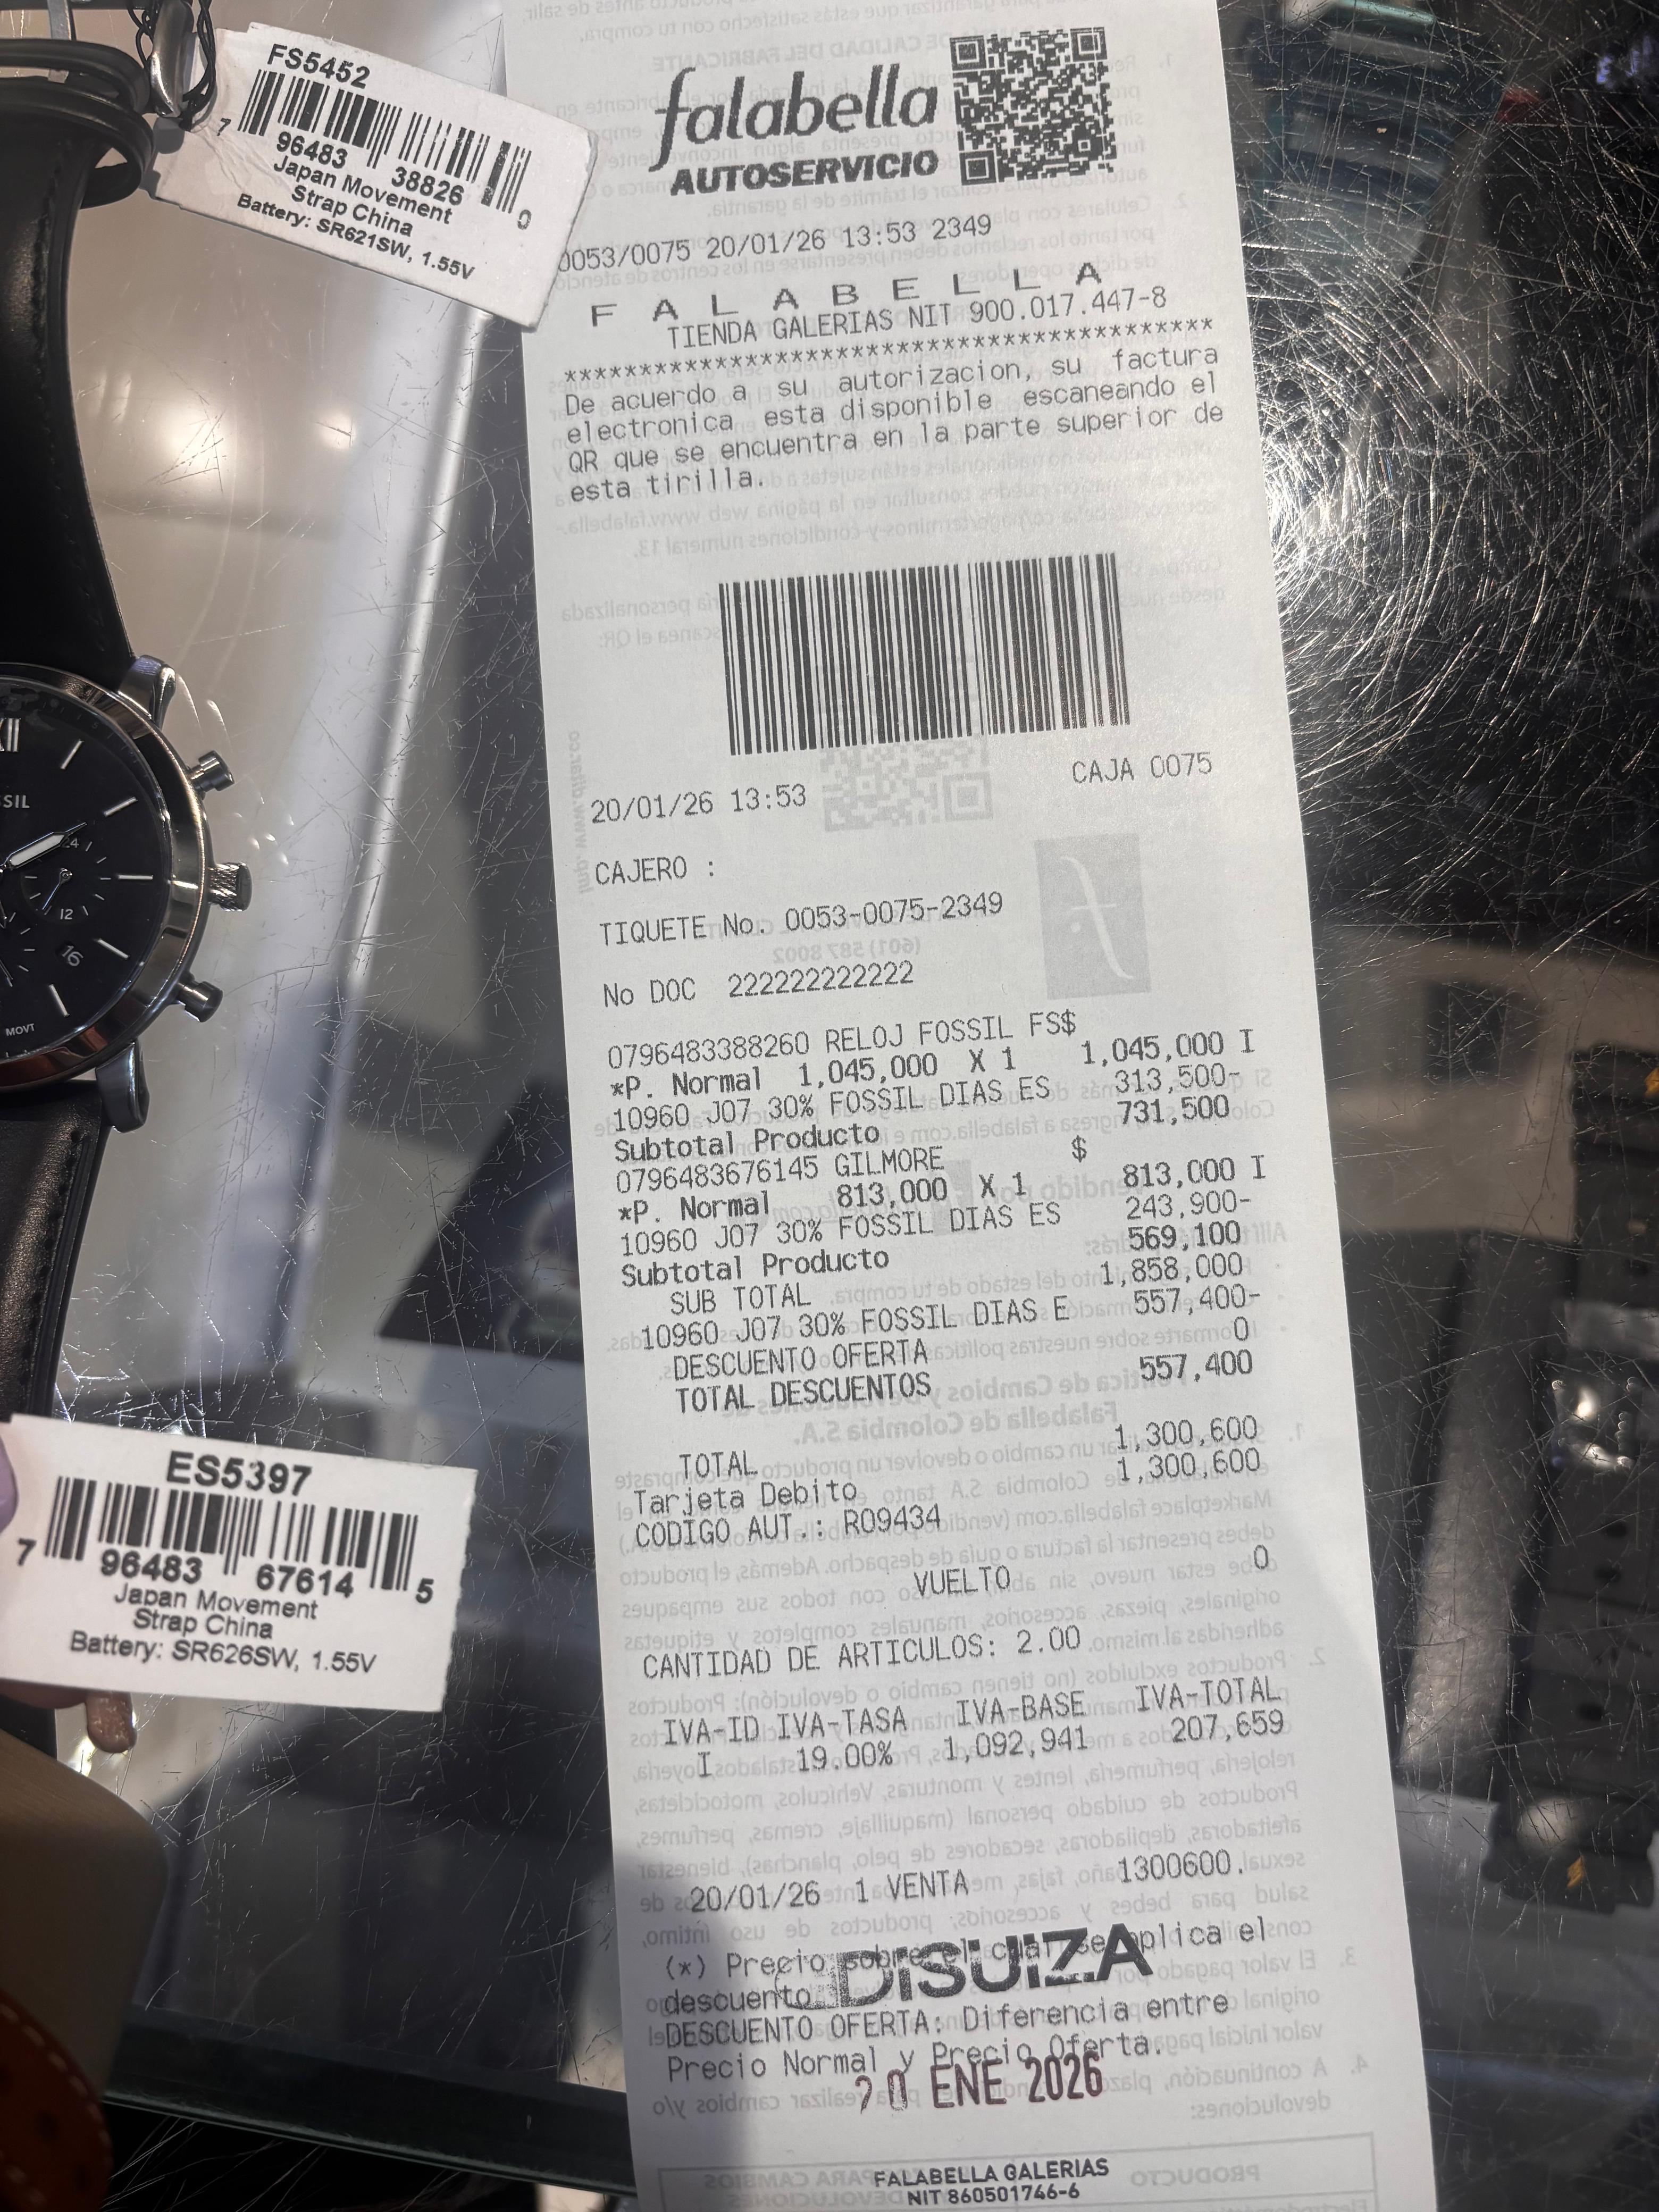 FS5452
7 96483 38826 0
Japan Movement
Strap China
Battery: SR621SW, 1.55V
falabella
AUTOSERVICIO
0053/0075 20/01/26 13:53 2349
F A L A B E L L A
TIENDA GALERIAS NIT 900.017.447-8
****************************************
De acuerdo a su autorizacion, su factura
electronica esta disponible escaneando el
QR que se encuentra en la parte superior de
esta tirilla.
20/01/26 13:53 CAJA 0075
CAJERO :
TIQUETE No. 0053-0075-2349
No DOC 222222222222
0796483388260 RELOJ FOSSIL FS$
*P. Normal 1,045,000 X 1 1,045,000 I
10960 J07 30% FOSSIL DIAS ES 313,500-
Subtotal Producto 731,500
0796483676145 GILMORE $
*P. Normal 813,000 X 1 813,000 I
10960 J07 30% FOSSIL DIAS ES 243,900-
Subtotal Producto 569,100
SUB TOTAL 1,858,000
10960 J07 30% FOSSIL DIAS E 557,400-
DESCUENTO OFERTA 0
TOTAL DESCUENTOS 557,400
TOTAL 1,300,600
Tarjeta Debito 1,300,600
CODIGO AUT.: R09434
VUELTO 0
CANTIDAD DE ARTICULOS: 2.00
IVA-ID IVA-TASA IVA-BASE IVA-TOTAL
I 19.00% 1,092,941 207,659
20/01/26 1 VENTA 1300600.
(*) Precio sobre el cual se aplica el
descuento
DISUIZA
DESCUENTO OFERTA: Diferencia entre
Precio Normal y Precio Oferta.
20 ENE 2026
FALABELLA GALERIAS
NIT 860501746-6
SSIL
24
12
16
MOVT
ES5397
7 96483 67614 5
Japan Movement
Strap China
Battery: SR626SW, 1.55V